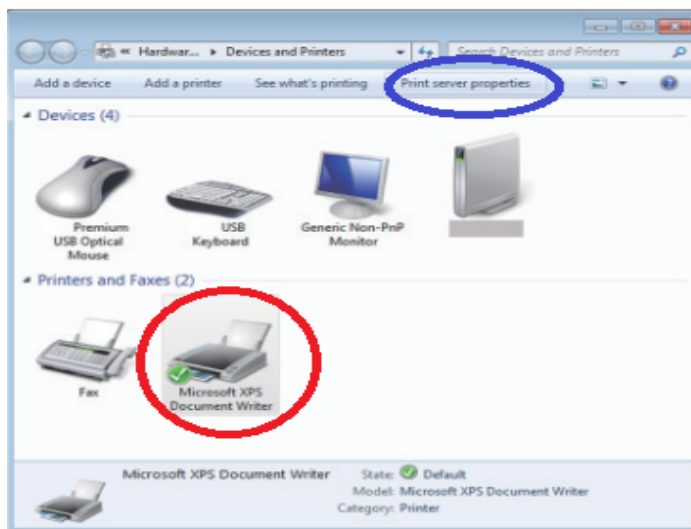 « Hardwar... ▸ Devices and Printers
Search Devices and Printers
Add a device Add a printer See what's printing Print server properties
Devices (4)
Premium
USB Optical
Mouse
USB
Keyboard
Generic Non-PnP
Monitor
Printers and Faxes (2)
Fax
Microsoft XPS
Document Writer
Microsoft XPS Document Writer State: Default
Model: Microsoft XPS Document Writer
Category: Printer